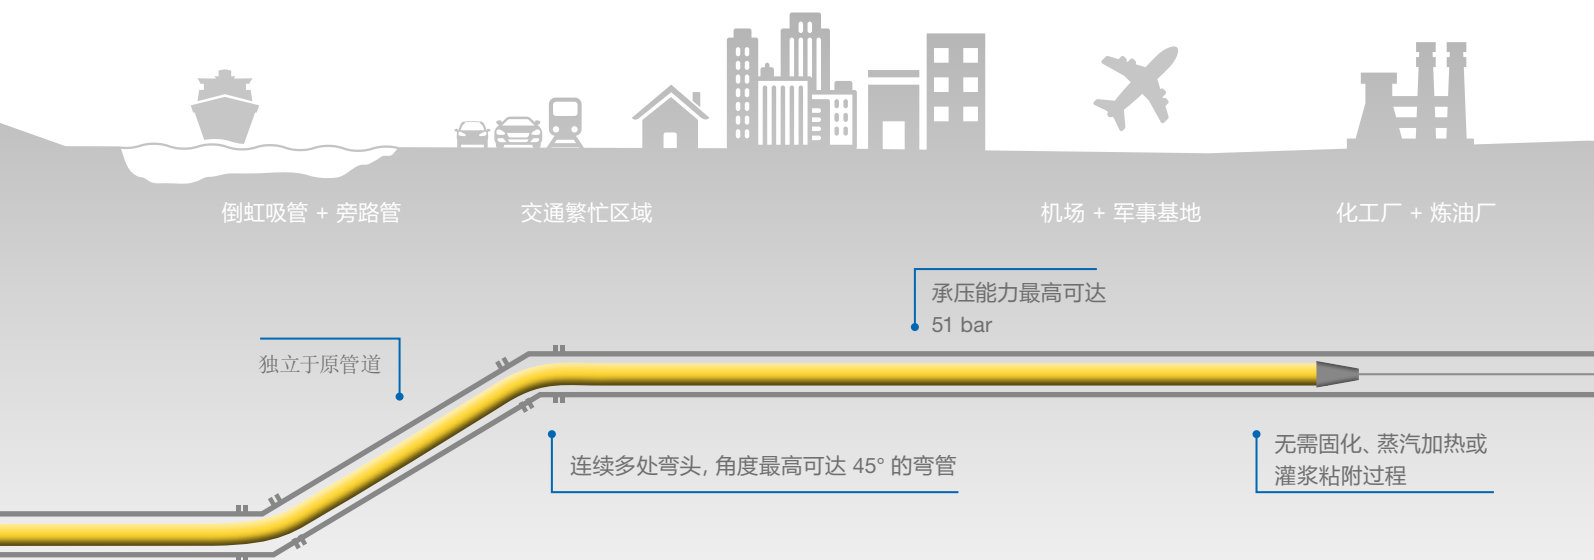 倒虹吸管 + 旁路管
交通繁忙区域
机场 + 军事基地
化工厂 + 炼油厂
承压能力最高可达
51 bar
独立于原管道
连续多处弯头, 角度最高可达 45° 的弯管
无需固化、蒸汽加热或
灌浆粘附过程